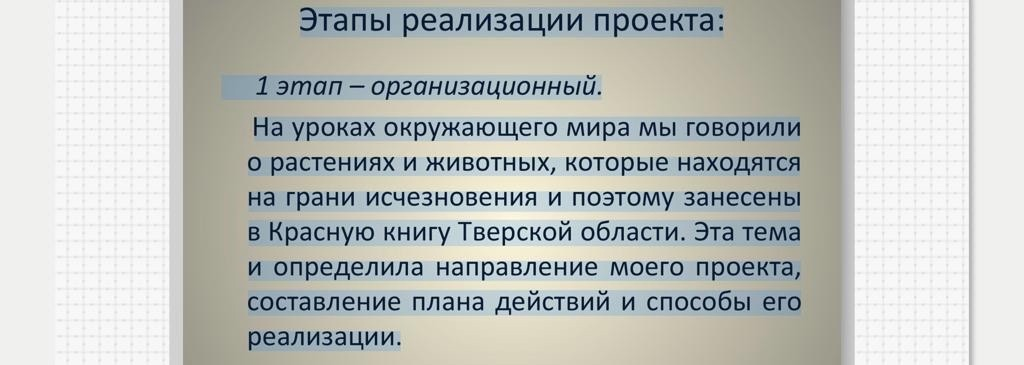 Этапы реализации проекта:
1 этап – организационный.
На уроках окружающего мира мы говорили
о растениях и животных, которые находятся
на грани исчезновения и поэтому занесены
в Красную книгу Тверской области. Эта тема
и определила направление моего проекта,
составление плана действий и способы его
реализации.